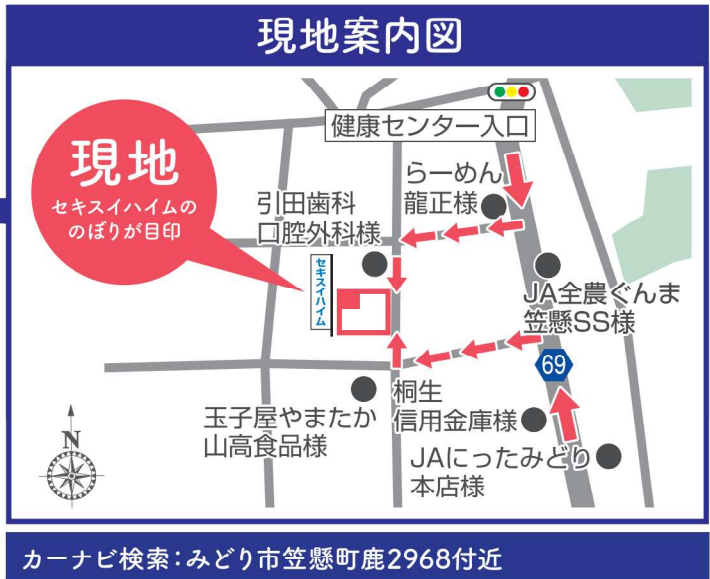 現地案内図
健康センター入口
現地
セキスイハイムの
のぼりが目印
らーめん
龍正様
引田歯科
口腔外科様
セキスイハイム
JA全農ぐんま
笠懸SS様
69
玉子屋やまたか
山高食品様
桐生
信用金庫様
JAにったみどり
本店様
N
カーナビ検索:みどり市笠懸町鹿2968付近